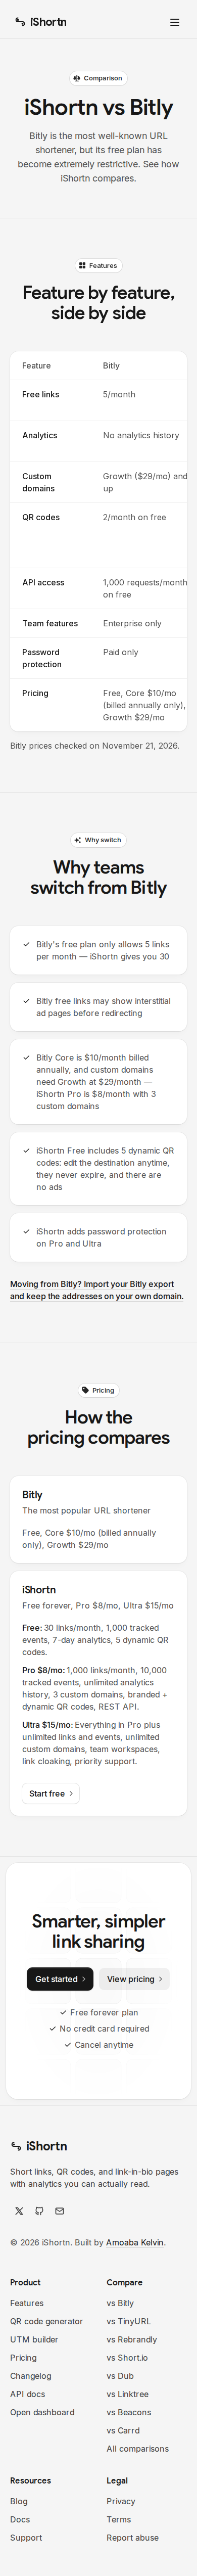 iShortn
Comparison
iShortn vs Bitly
Bitly is the most well-known URL
shortener, but its free plan has
become extremely restrictive. See how
iShortn compares.
Features
Feature by feature,
side by side
Feature Bitly
Free links 5/month
Analytics No analytics history
Custom
domains
Growth ($29/mo) and
up
QR codes 2/month on free
API access 1,000 requests/month
on free
Team features Enterprise only
Password
protection
Paid only
Pricing Free, Core $10/mo
(billed annually only),
Growth $29/mo
Bitly prices checked on November 21, 2026.
Why switch
Why teams
switch from Bitly
Bitly's free plan only allows 5 links
per month — iShortn gives you 30
Bitly free links may show interstitial
ad pages before redirecting
Bitly Core is $10/month billed
annually, and custom domains
need Growth at $29/month —
iShortn Pro is $8/month with 3
custom domains
iShortn Free includes 5 dynamic QR
codes: edit the destination anytime,
they never expire, and there are
no ads
iShortn adds password protection
on Pro and Ultra
Moving from Bitly? Import your Bitly export
and keep the addresses on your own domain.
Pricing
How the
pricing compares
Bitly
The most popular URL shortener
Free, Core $10/mo (billed annually
only), Growth $29/mo
iShortn
Free forever, Pro $8/mo, Ultra $15/mo
Free: 30 links/month, 1,000 tracked
events, 7-day analytics, 5 dynamic QR
codes.
Pro $8/mo: 1,000 links/month, 10,000
tracked events, unlimited analytics
history, 3 custom domains, branded +
dynamic QR codes, REST API.
Ultra $15/mo: Everything in Pro plus
unlimited links and events, unlimited
custom domains, team workspaces,
link cloaking, priority support.
Start free
Smarter, simpler
link sharing
Get started View pricing
Free forever plan
No credit card required
Cancel anytime
iShortn
Short links, QR codes, and link-in-bio pages
with analytics you can actually read.
© 2026 iShortn. Built by Amoaba Kelvin.
Product
Features
QR code generator
UTM builder
Pricing
Changelog
API docs
Open dashboard
Compare
vs Bitly
vs TinyURL
vs Rebrandly
vs Short.io
vs Dub
vs Linktree
vs Beacons
vs Carrd
All comparisons
Resources
Blog
Docs
Support
Legal
Privacy
Terms
Report abuse